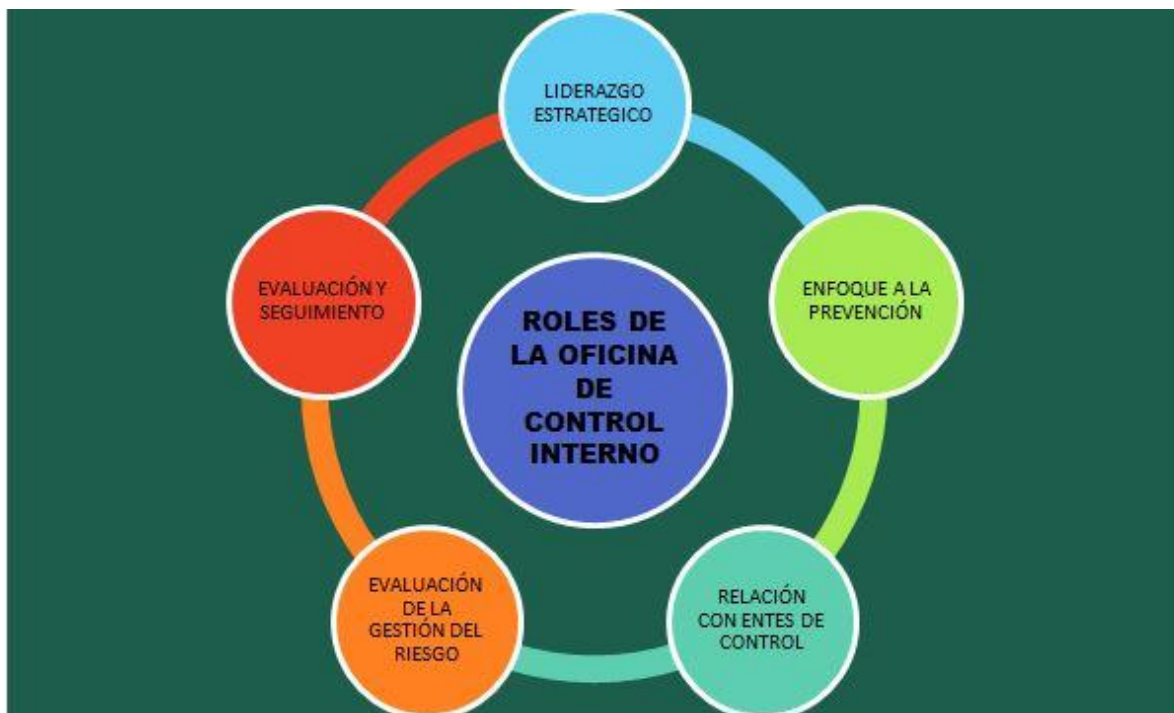 LIDERAZGO
ESTRATEGICO
ENFOQUE A LA
PREVENCIÓN
RELACIÓN
CON ENTES DE
CONTROL
EVALUACIÓN
DE LA
GESTIÓN DEL
RIESGO
EVALUACIÓN Y
SEGUIMIENTO
ROLES DE
LA OFICINA
DE
CONTROL
INTERNO